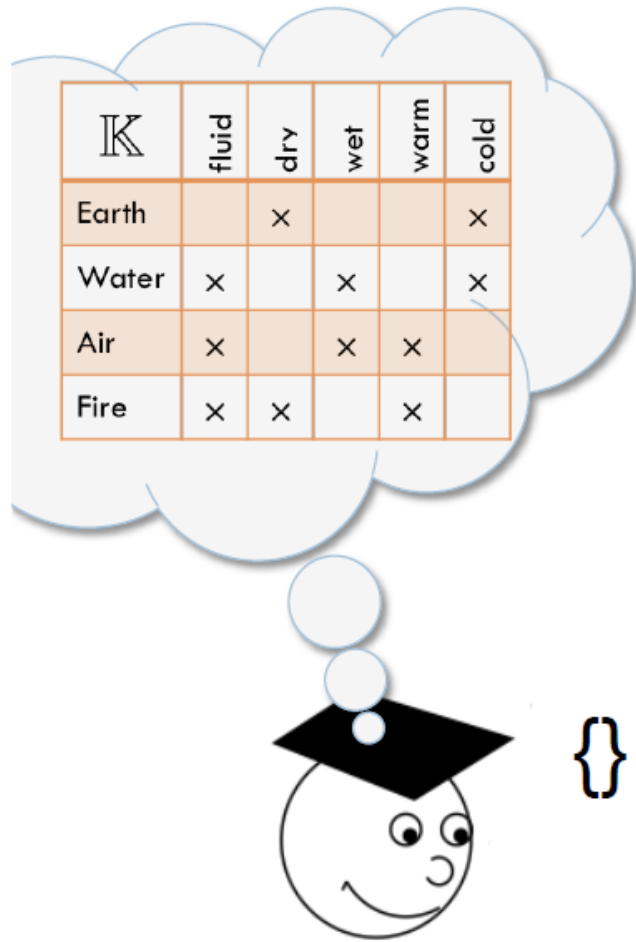 𝕂 fluid dry wet warm cold
Earth × ×
Water × × ×
Air × × ×
Fire × × ×
{}